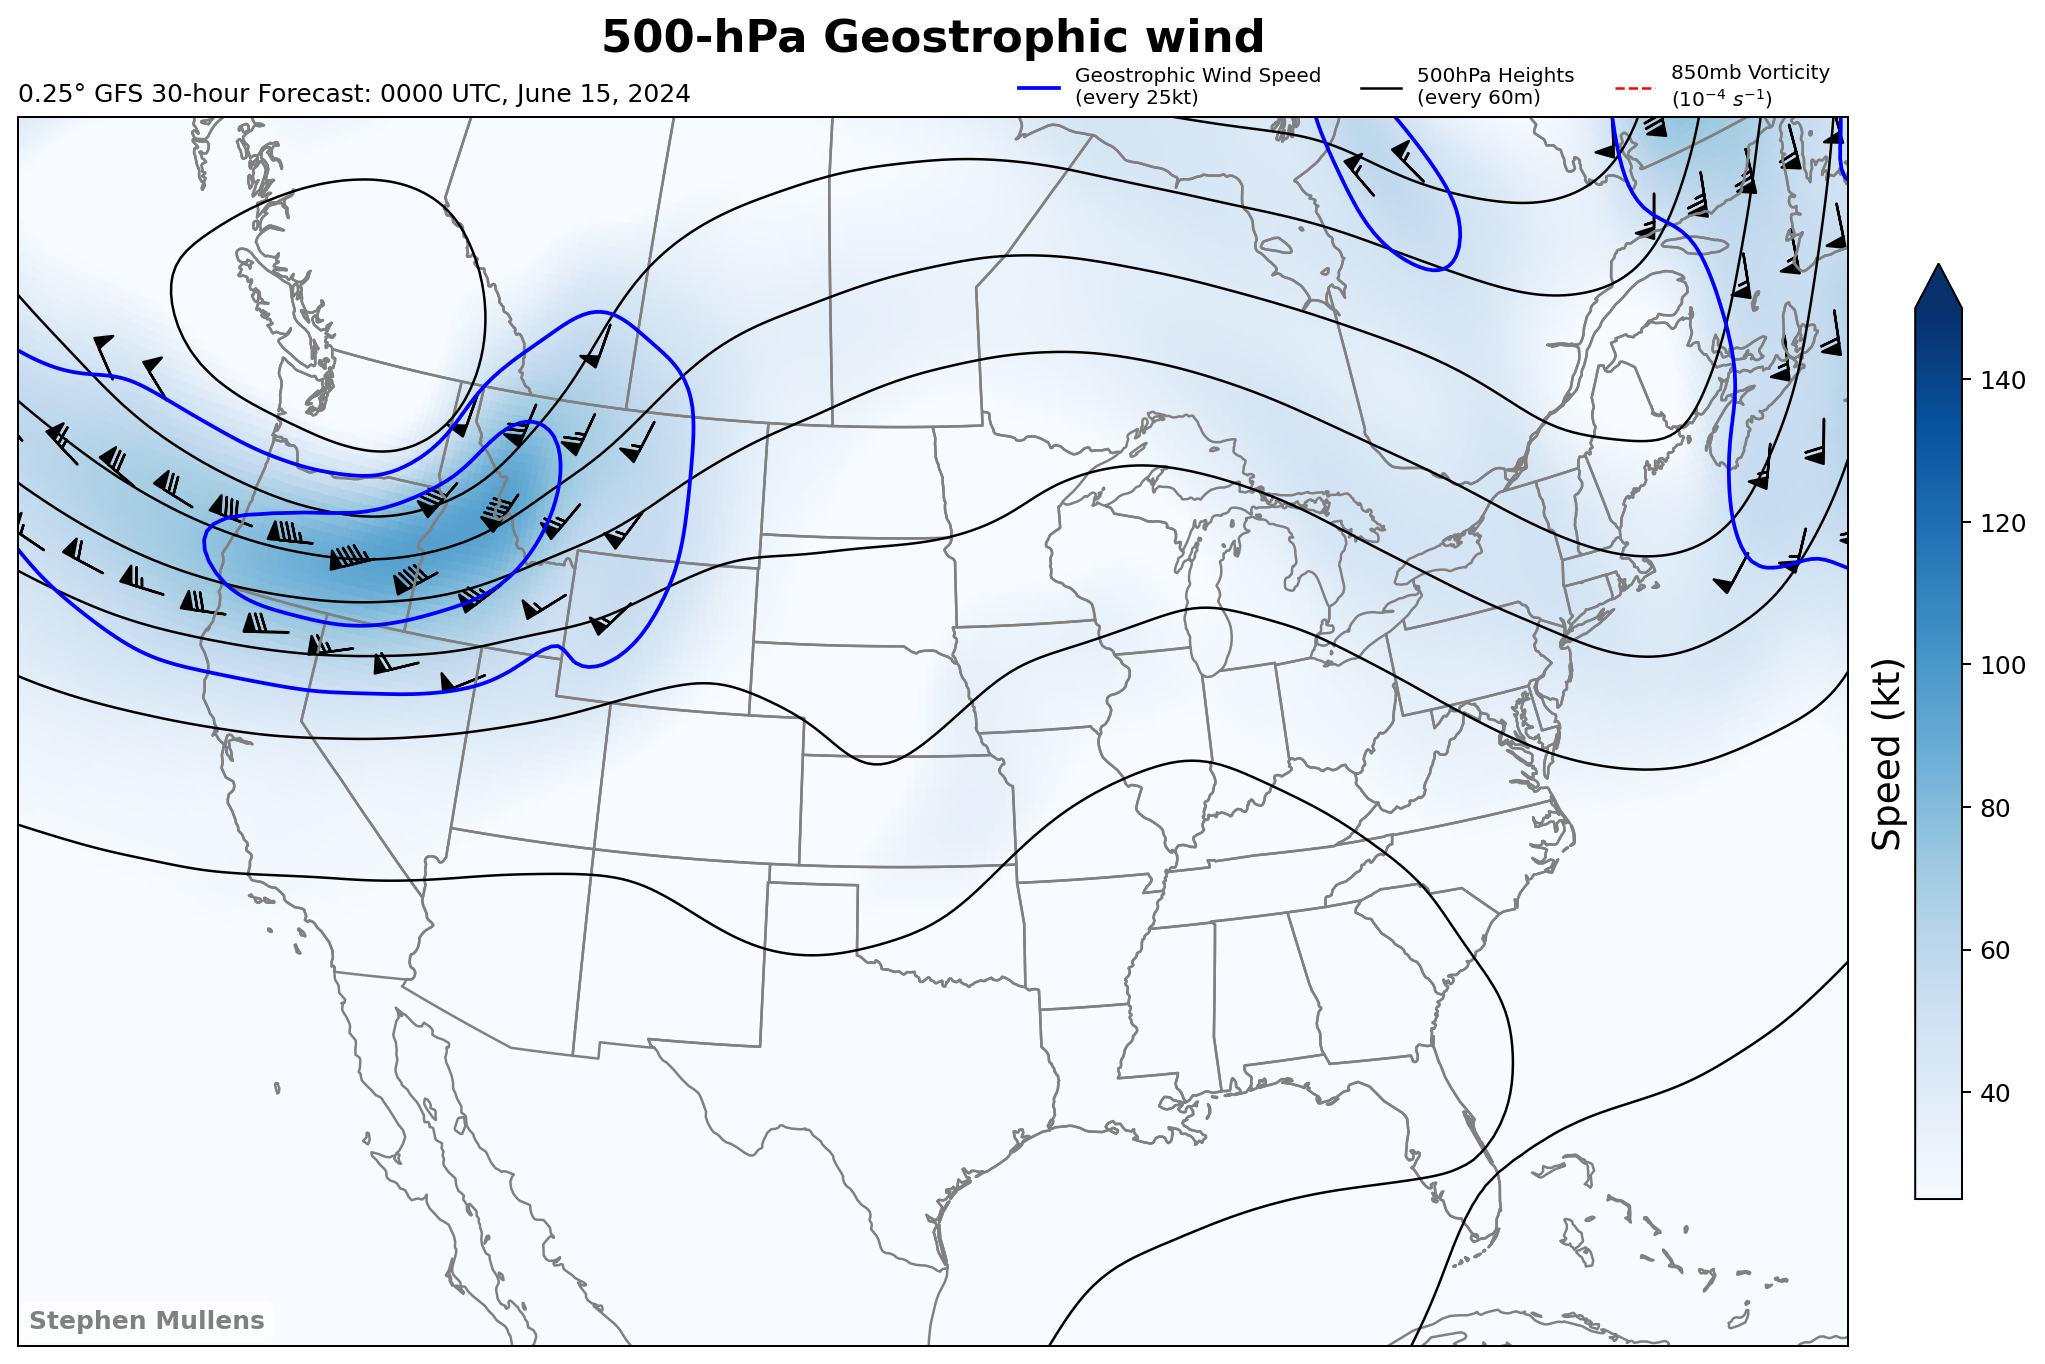 500-hPa Geostrophic wind
0.25° GFS 30-hour Forecast: 0000 UTC, June 15, 2024
Geostrophic Wind Speed
(every 25kt)
500hPa Heights
(every 60m)
850mb Vorticity
(10⁻⁴ s⁻¹)
140
120
100
80
60
40
Speed (kt)
Stephen Mullens